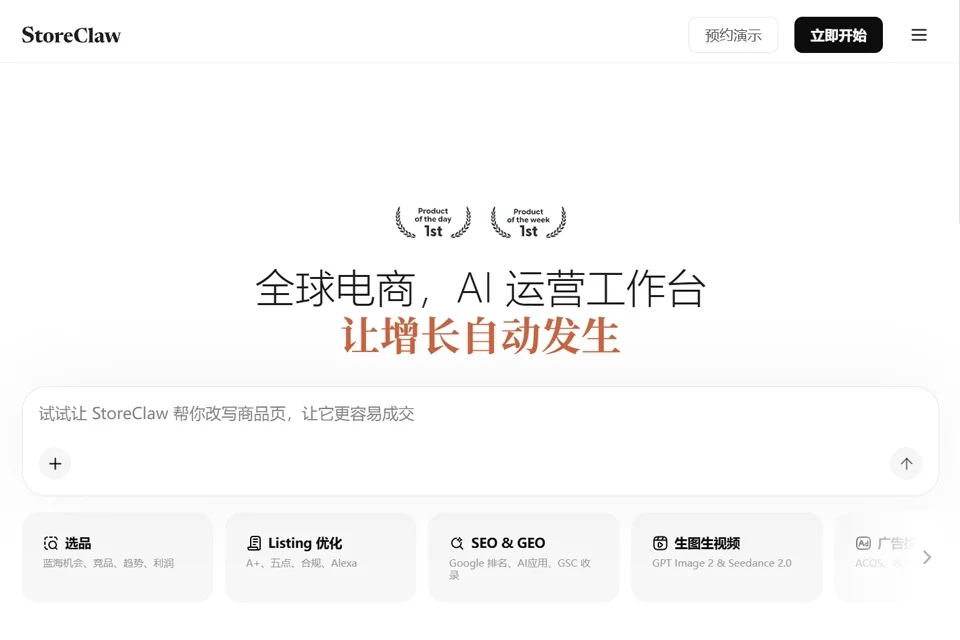 StoreClaw
预约演示
立即开始
Product
of the day
1st
Product
of the week
1st
全球电商，AI 运营工作台
让增长自动发生
试试让 StoreClaw 帮你改写商品页，让它更容易成交
选品
蓝海机会、竞品、趋势、利润
Listing 优化
A+、五点、合规、Alexa
SEO & GEO
Google 排名、AI应用、GSC 收
录
生图生视频
GPT Image 2 & Seedance 2.0
Ad
广告
ACOS、